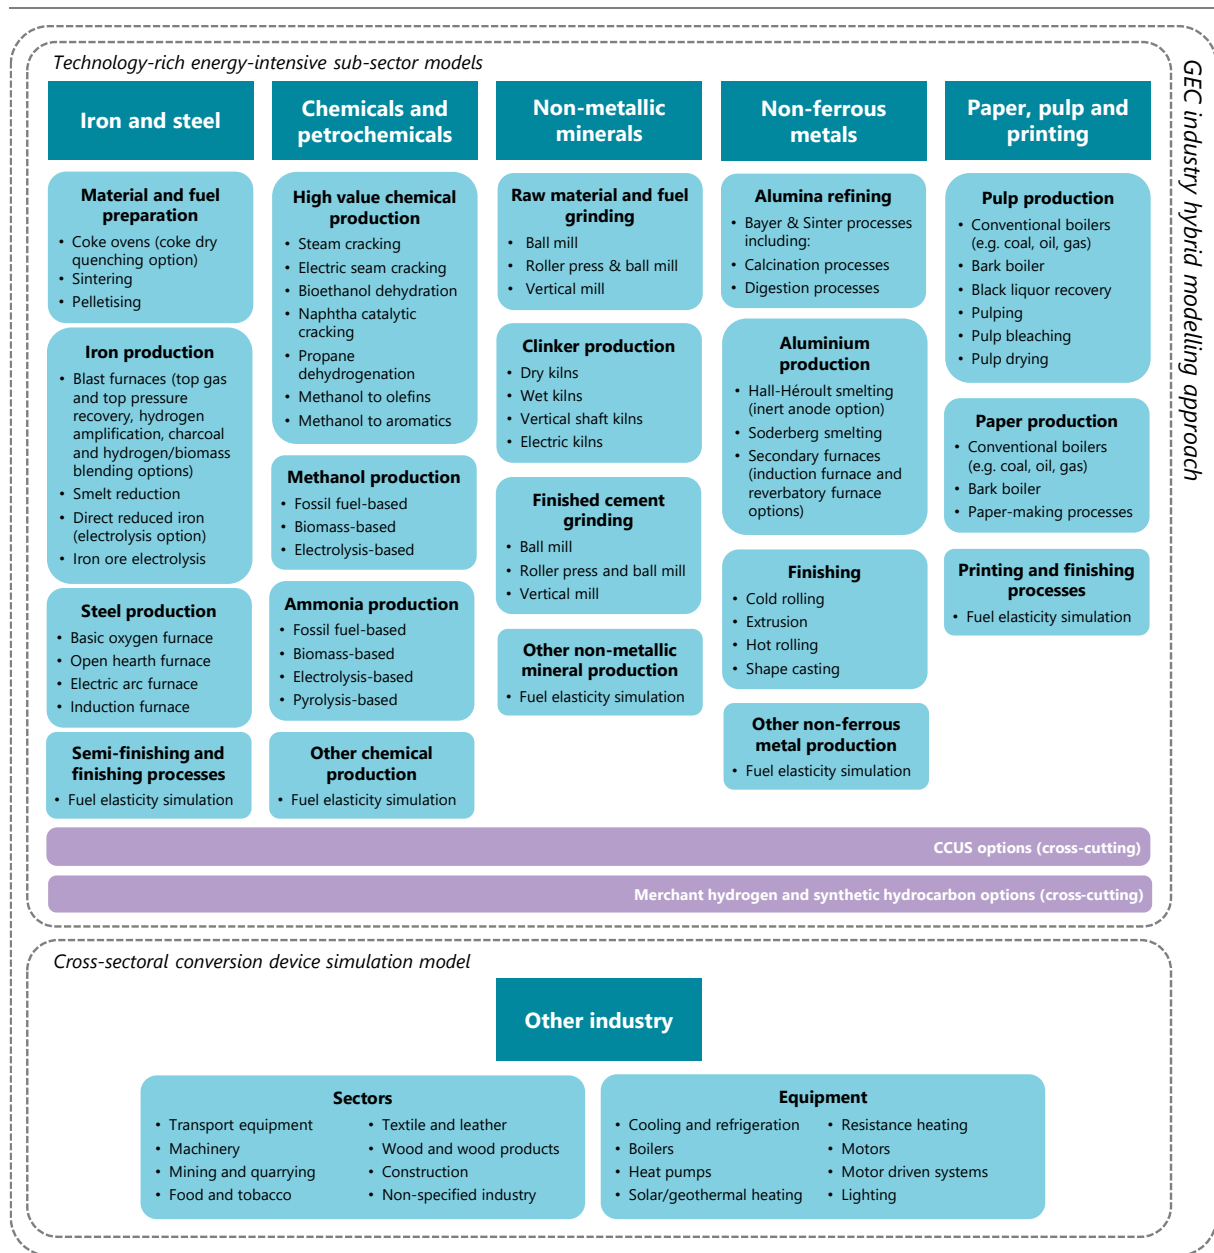 Technology-rich energy-intensive sub-sector models
GEC industry hybrid modelling approach
Iron and steel
Material and fuel
preparation
• Coke ovens (coke dry
quenching option)
• Sintering
• Pelletising
Iron production
• Blast furnaces (top gas
and top pressure
recovery, hydrogen
amplification, charcoal
and hydrogen/biomass
blending options)
• Smelt reduction
• Direct reduced iron
(electrolysis option)
• Iron ore electrolysis
Steel production
• Basic oxygen furnace
• Open hearth furnace
• Electric arc furnace
• Induction furnace
Semi-finishing and
finishing processes
• Fuel elasticity simulation
Chemicals and
petrochemicals
High value chemical
production
• Steam cracking
• Electric seam cracking
• Bioethanol dehydration
• Naphtha catalytic
cracking
• Propane
dehydrogenation
• Methanol to olefins
• Methanol to aromatics
Methanol production
• Fossil fuel-based
• Biomass-based
• Electrolysis-based
Ammonia production
• Fossil fuel-based
• Biomass-based
• Electrolysis-based
• Pyrolysis-based
Other chemical
production
• Fuel elasticity simulation
Non-metallic
minerals
Raw material and fuel
grinding
• Ball mill
• Roller press & ball mill
• Vertical mill
Clinker production
• Dry kilns
• Wet kilns
• Vertical shaft kilns
• Electric kilns
Finished cement
grinding
• Ball mill
• Roller press and ball mill
• Vertical mill
Other non-metallic
mineral production
• Fuel elasticity simulation
Non-ferrous
metals
Alumina refining
• Bayer & Sinter processes
including:
• Calcination processes
• Digestion processes
Aluminium
production
• Hall-Héroult smelting
(inert anode option)
• Soderberg smelting
• Secondary furnaces
(induction furnace and
reverbatory furnace
options)
Finishing
• Cold rolling
• Extrusion
• Hot rolling
• Shape casting
Other non-ferrous
metal production
• Fuel elasticity simulation
Paper, pulp and
printing
Pulp production
• Conventional boilers
(e.g. coal, oil, gas)
• Bark boiler
• Black liquor recovery
• Pulping
• Pulp bleaching
• Pulp drying
Paper production
• Conventional boilers
(e.g. coal, oil, gas)
• Bark boiler
• Paper-making processes
Printing and finishing
processes
• Fuel elasticity simulation
CCUS options (cross-cutting)
Merchant hydrogen and synthetic hydrocarbon options (cross-cutting)
Cross-sectoral conversion device simulation model
Other industry
Sectors
• Transport equipment
• Machinery
• Mining and quarrying
• Food and tobacco
• Textile and leather
• Wood and wood products
• Construction
• Non-specified industry
Equipment
• Cooling and refrigeration
• Boilers
• Heat pumps
• Solar/geothermal heating
• Resistance heating
• Motors
• Motor driven systems
• Lighting